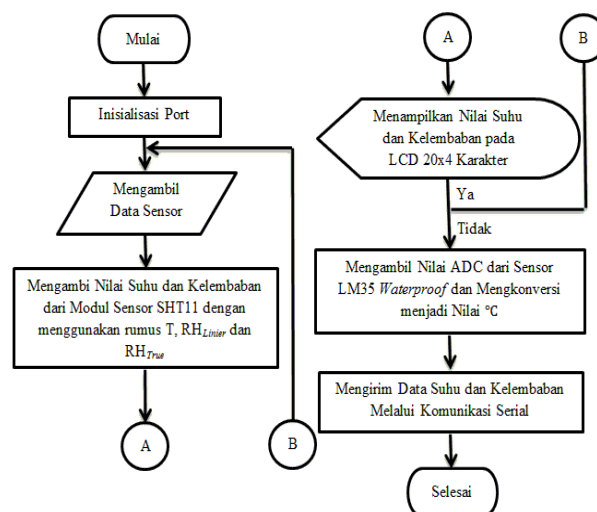 Mulai
Inisialisasi Port
Mengambil
Data Sensor
Mengambi Nilai Suhu dan Kelembaban
dari Modul Sensor SHT11 dengan
menggunakan rumus T, RHLinier dan
RHTrue
A
B
A
B
Menampilkan Nilai Suhu
dan Kelembaban pada
LCD 20x4 Karakter
Ya
Tidak
Mengambil Nilai ADC dari Sensor
LM35 Waterproof dan Mengkonversi
menjadi Nilai °C
Mengirim Data Suhu dan Kelembaban
Melalui Komunikasi Serial
Selesai